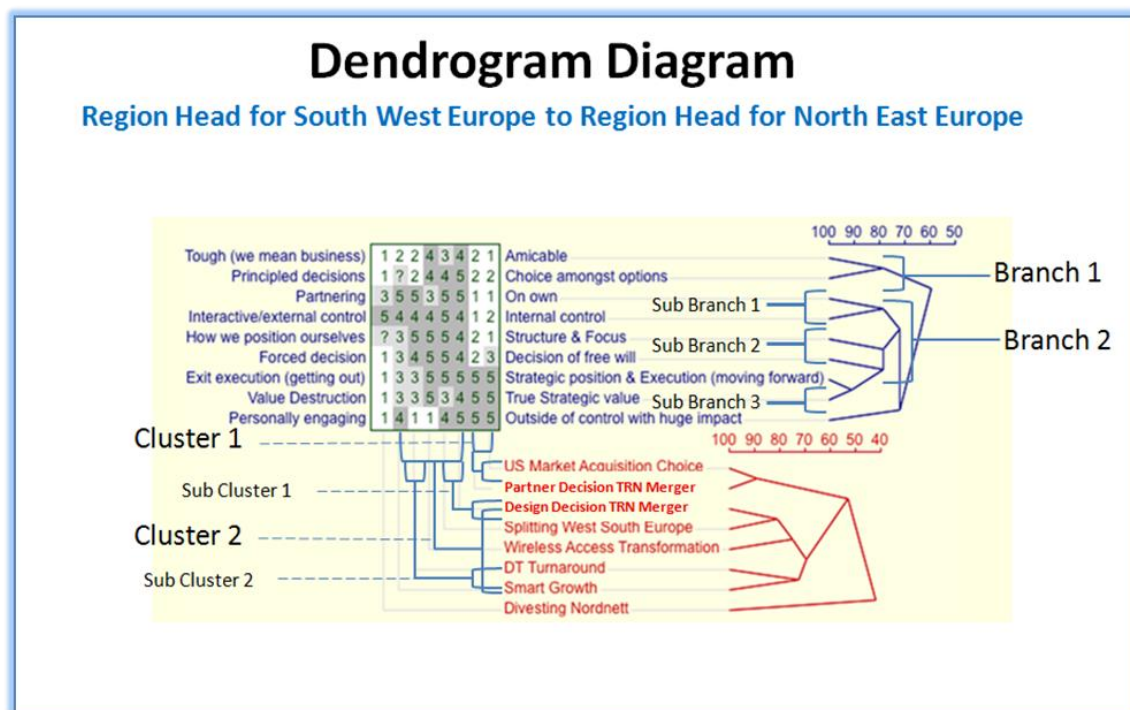 Dendrogram Diagram
Region Head for South West Europe to Region Head for North East Europe
100 90 80 70 60 50
Tough (we mean business) 1 2 2 4 3 4 2 1 Amicable
Principled decisions 1 ? 2 4 4 5 2 2 Choice amongst options
Branch 1
Partnering 3 5 5 3 5 5 1 1 On own
Sub Branch 1
Interactive/external control 5 4 4 4 5 4 1 2 Internal control
How we position ourselves ? 3 5 5 5 4 2 1 Structure & Focus
Sub Branch 2
Branch 2
Forced decision 1 3 4 5 5 4 2 3 Decision of free will
Exit execution (getting out) 1 3 3 5 5 5 5 5 Strategic position & Execution (moving forward)
Value Destruction 1 3 3 5 3 4 5 5 True Strategic value
Sub Branch 3
Personally engaging 1 4 1 1 4 5 5 5 Outside of control with huge impact
Cluster 1
100 90 80 70 60 50 40
US Market Acquisition Choice
Partner Decision TRN Merger
Sub Cluster 1
Design Decision TRN Merger
Splitting West South Europe
Cluster 2
Wireless Access Transformation
DT Turnaround
Sub Cluster 2
Smart Growth
Divesting Nordnett